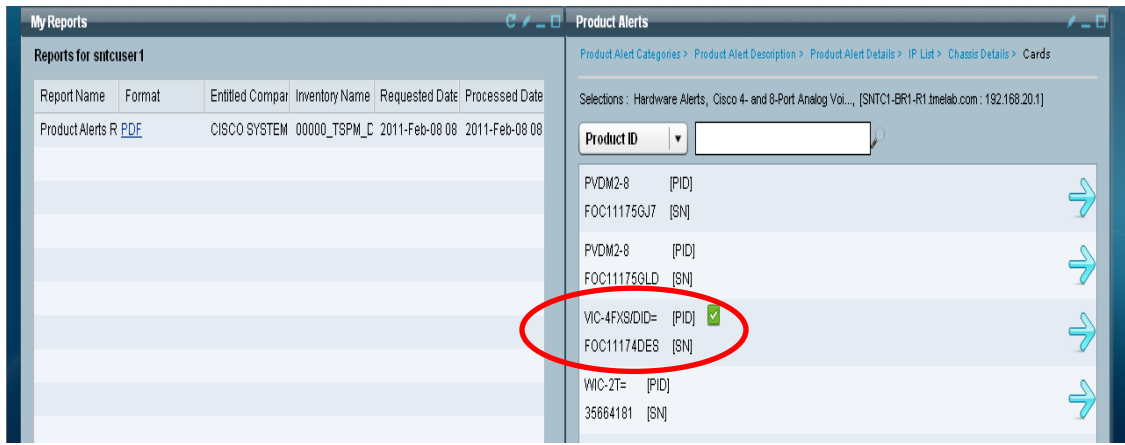 My Reports
Reports for sntcuser1
Report Name Format Entitled Compar Inventory Name Requested Date Processed Date
Product Alerts R PDF CISCO SYSTEM 00000_TSPM_D 2011-Feb-08 08 2011-Feb-08 08
Product Alerts
Product Alert Categories > Product Alert Description > Product Alert Details > IP List > Chassis Details > Cards
Selections : Hardware Alerts, Cisco 4- and 8-Port Analog Voi..., [SNTC1-BR1-R1.tmelab.com : 192.168.20.1]
Product ID
PVDM2-8 [PID]
FOC11175GJ7 [SN]
PVDM2-8 [PID]
FOC11175GLD [SN]
VIC-4FXS/DID= [PID]
FOC11174DES [SN]
WIC-2T= [PID]
35664181 [SN]